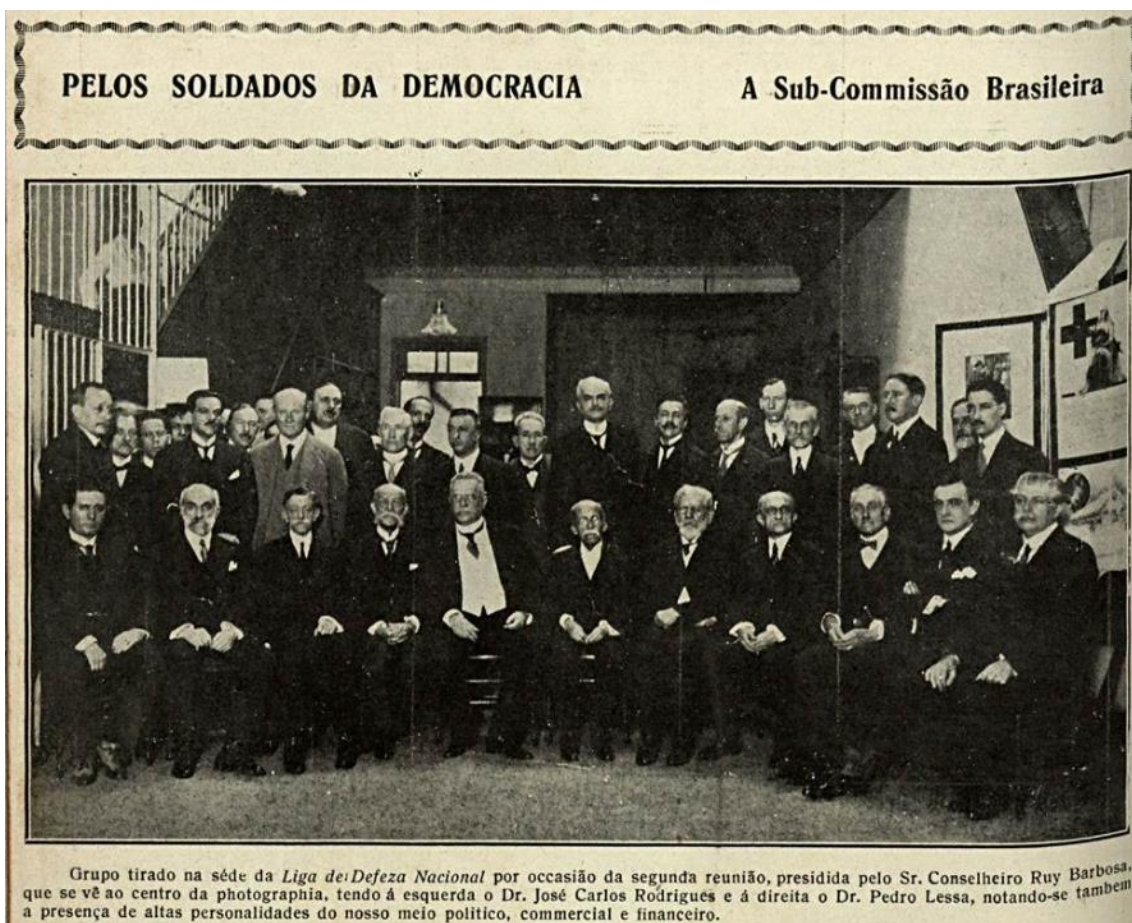 PELOS SOLDADOS DA DEMOCRACIA
A Sub-Commissão Brasileira
Grupo tirado na séde da Liga de Defeza Nacional por occasião da segunda reunião, presidida pelo Sr. Conselheiro Ruy Barbosa,
que se vê ao centro da photographia, tendo á esquerda o Dr. José Carlos Rodrigues e á direita o Dr. Pedro Lessa, notando-se tambem
a presença de altas personalidades do nosso meio politico, commercial e financeiro.